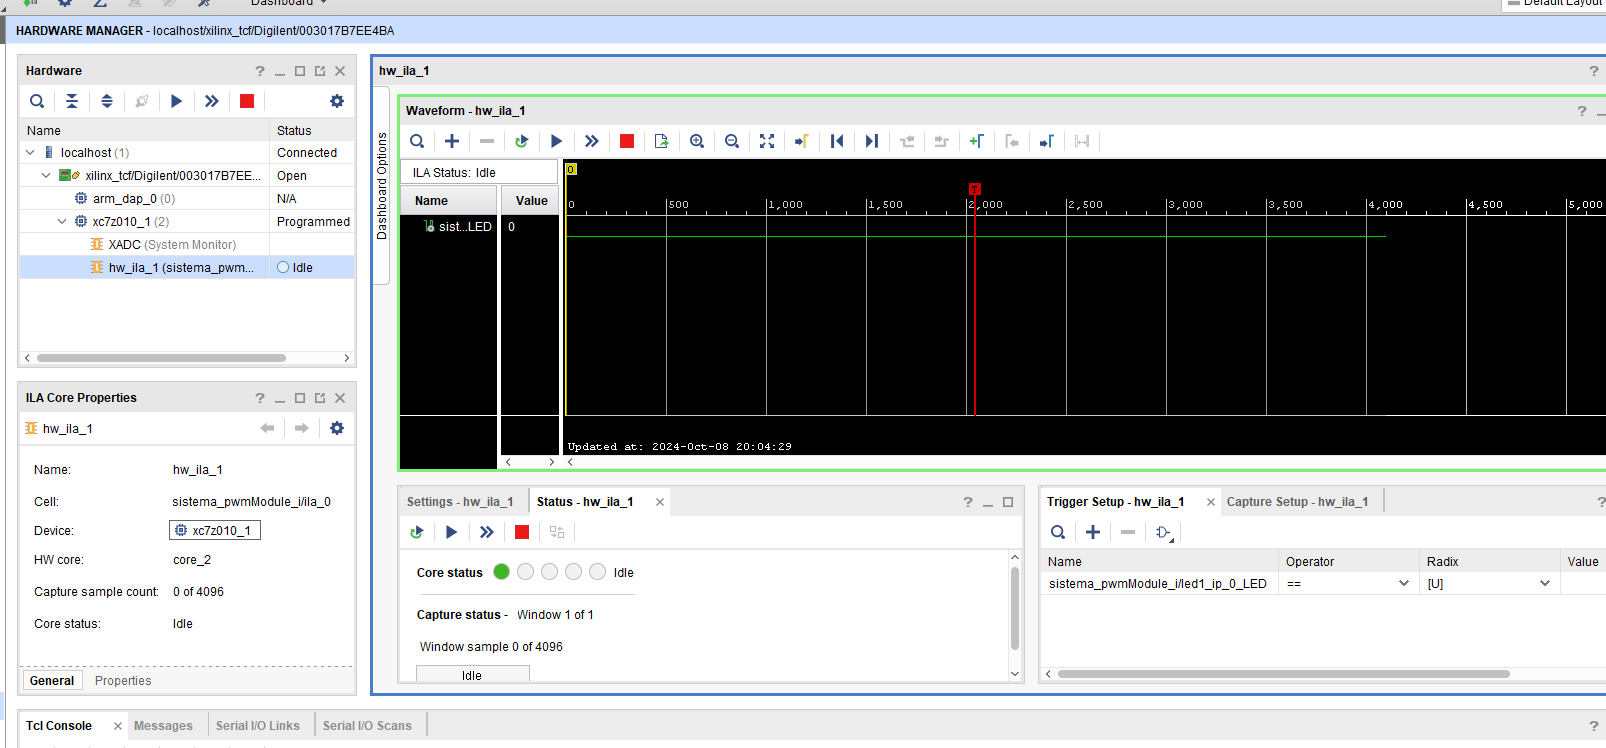 Dashboard
Default Layout
HARDWARE MANAGER - localhost/xilinx_tcf/Digilent/003017B7EE4BA
Hardware
Name Status
localhost (1) Connected
xilinx_tcf/Digilent/003017B7EE... Open
arm_dap_0 (0) N/A
xc7z010_1 (2) Programmed
XADC (System Monitor)
hw_ila_1 (sistema_pwm... Idle
ILA Core Properties
hw_ila_1
Name: hw_ila_1
Cell: sistema_pwmModule_i/ila_0
Device: xc7z010_1
HW core: core_2
Capture sample count: 0 of 4096
Core status: Idle
General Properties
hw_ila_1
Dashboard Options
Waveform - hw_ila_1
ILA Status: Idle
Name Value
sist...LED 0
0
T
0 500 1,000 1,500 2,000 2,500 3,000 3,500 4,000 4,500 5,000
Updated at: 2024-Oct-08 20:04:29
Settings - hw_ila_1 Status - hw_ila_1
Core status Idle
Capture status - Window 1 of 1
Window sample 0 of 4096
Idle
Trigger Setup - hw_ila_1 Capture Setup - hw_ila_1
Name Operator Radix Value
sistema_pwmModule_i/led1_ip_0_LED == [U]
Tcl Console Messages Serial I/O Links Serial I/O Scans